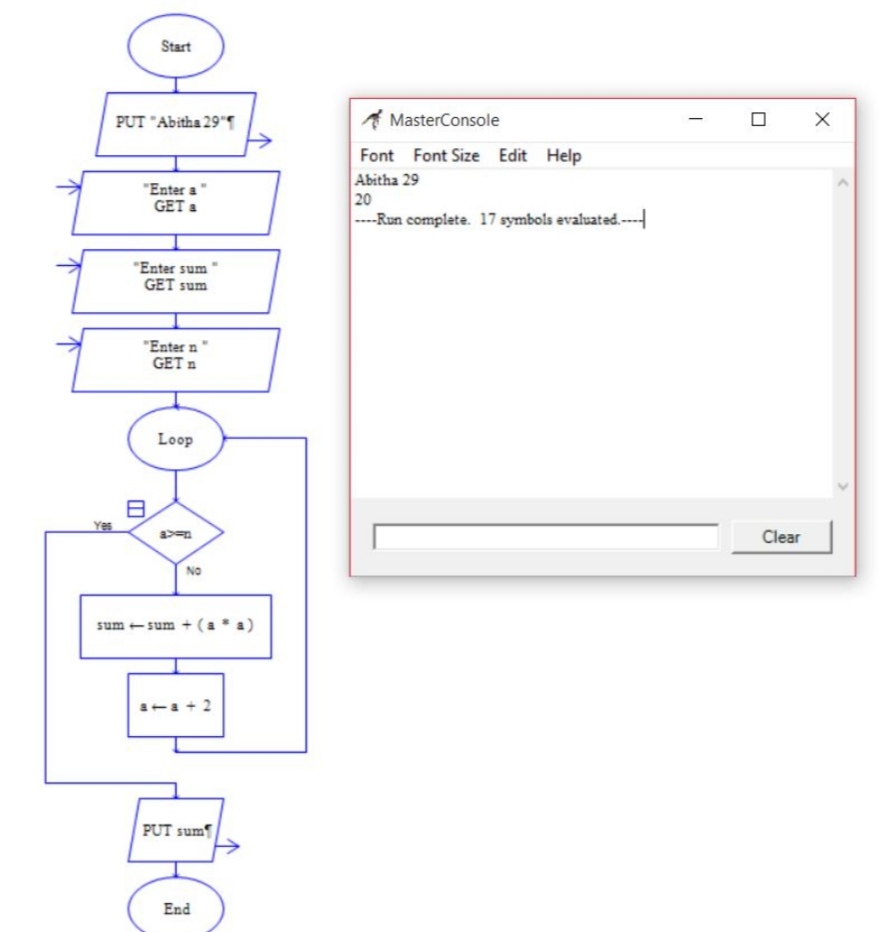 Start
PUT "Abitha 29"¶
"Enter a "
GET a
"Enter sum "
GET sum
"Enter n "
GET n
Loop
Yes
a>=n
No
sum ← sum + ( a * a )
a ← a + 2
PUT sum¶
End
MasterConsole
Font Font Size Edit Help
Abitha 29
20
----Run complete.  17 symbols evaluated.----
Clear